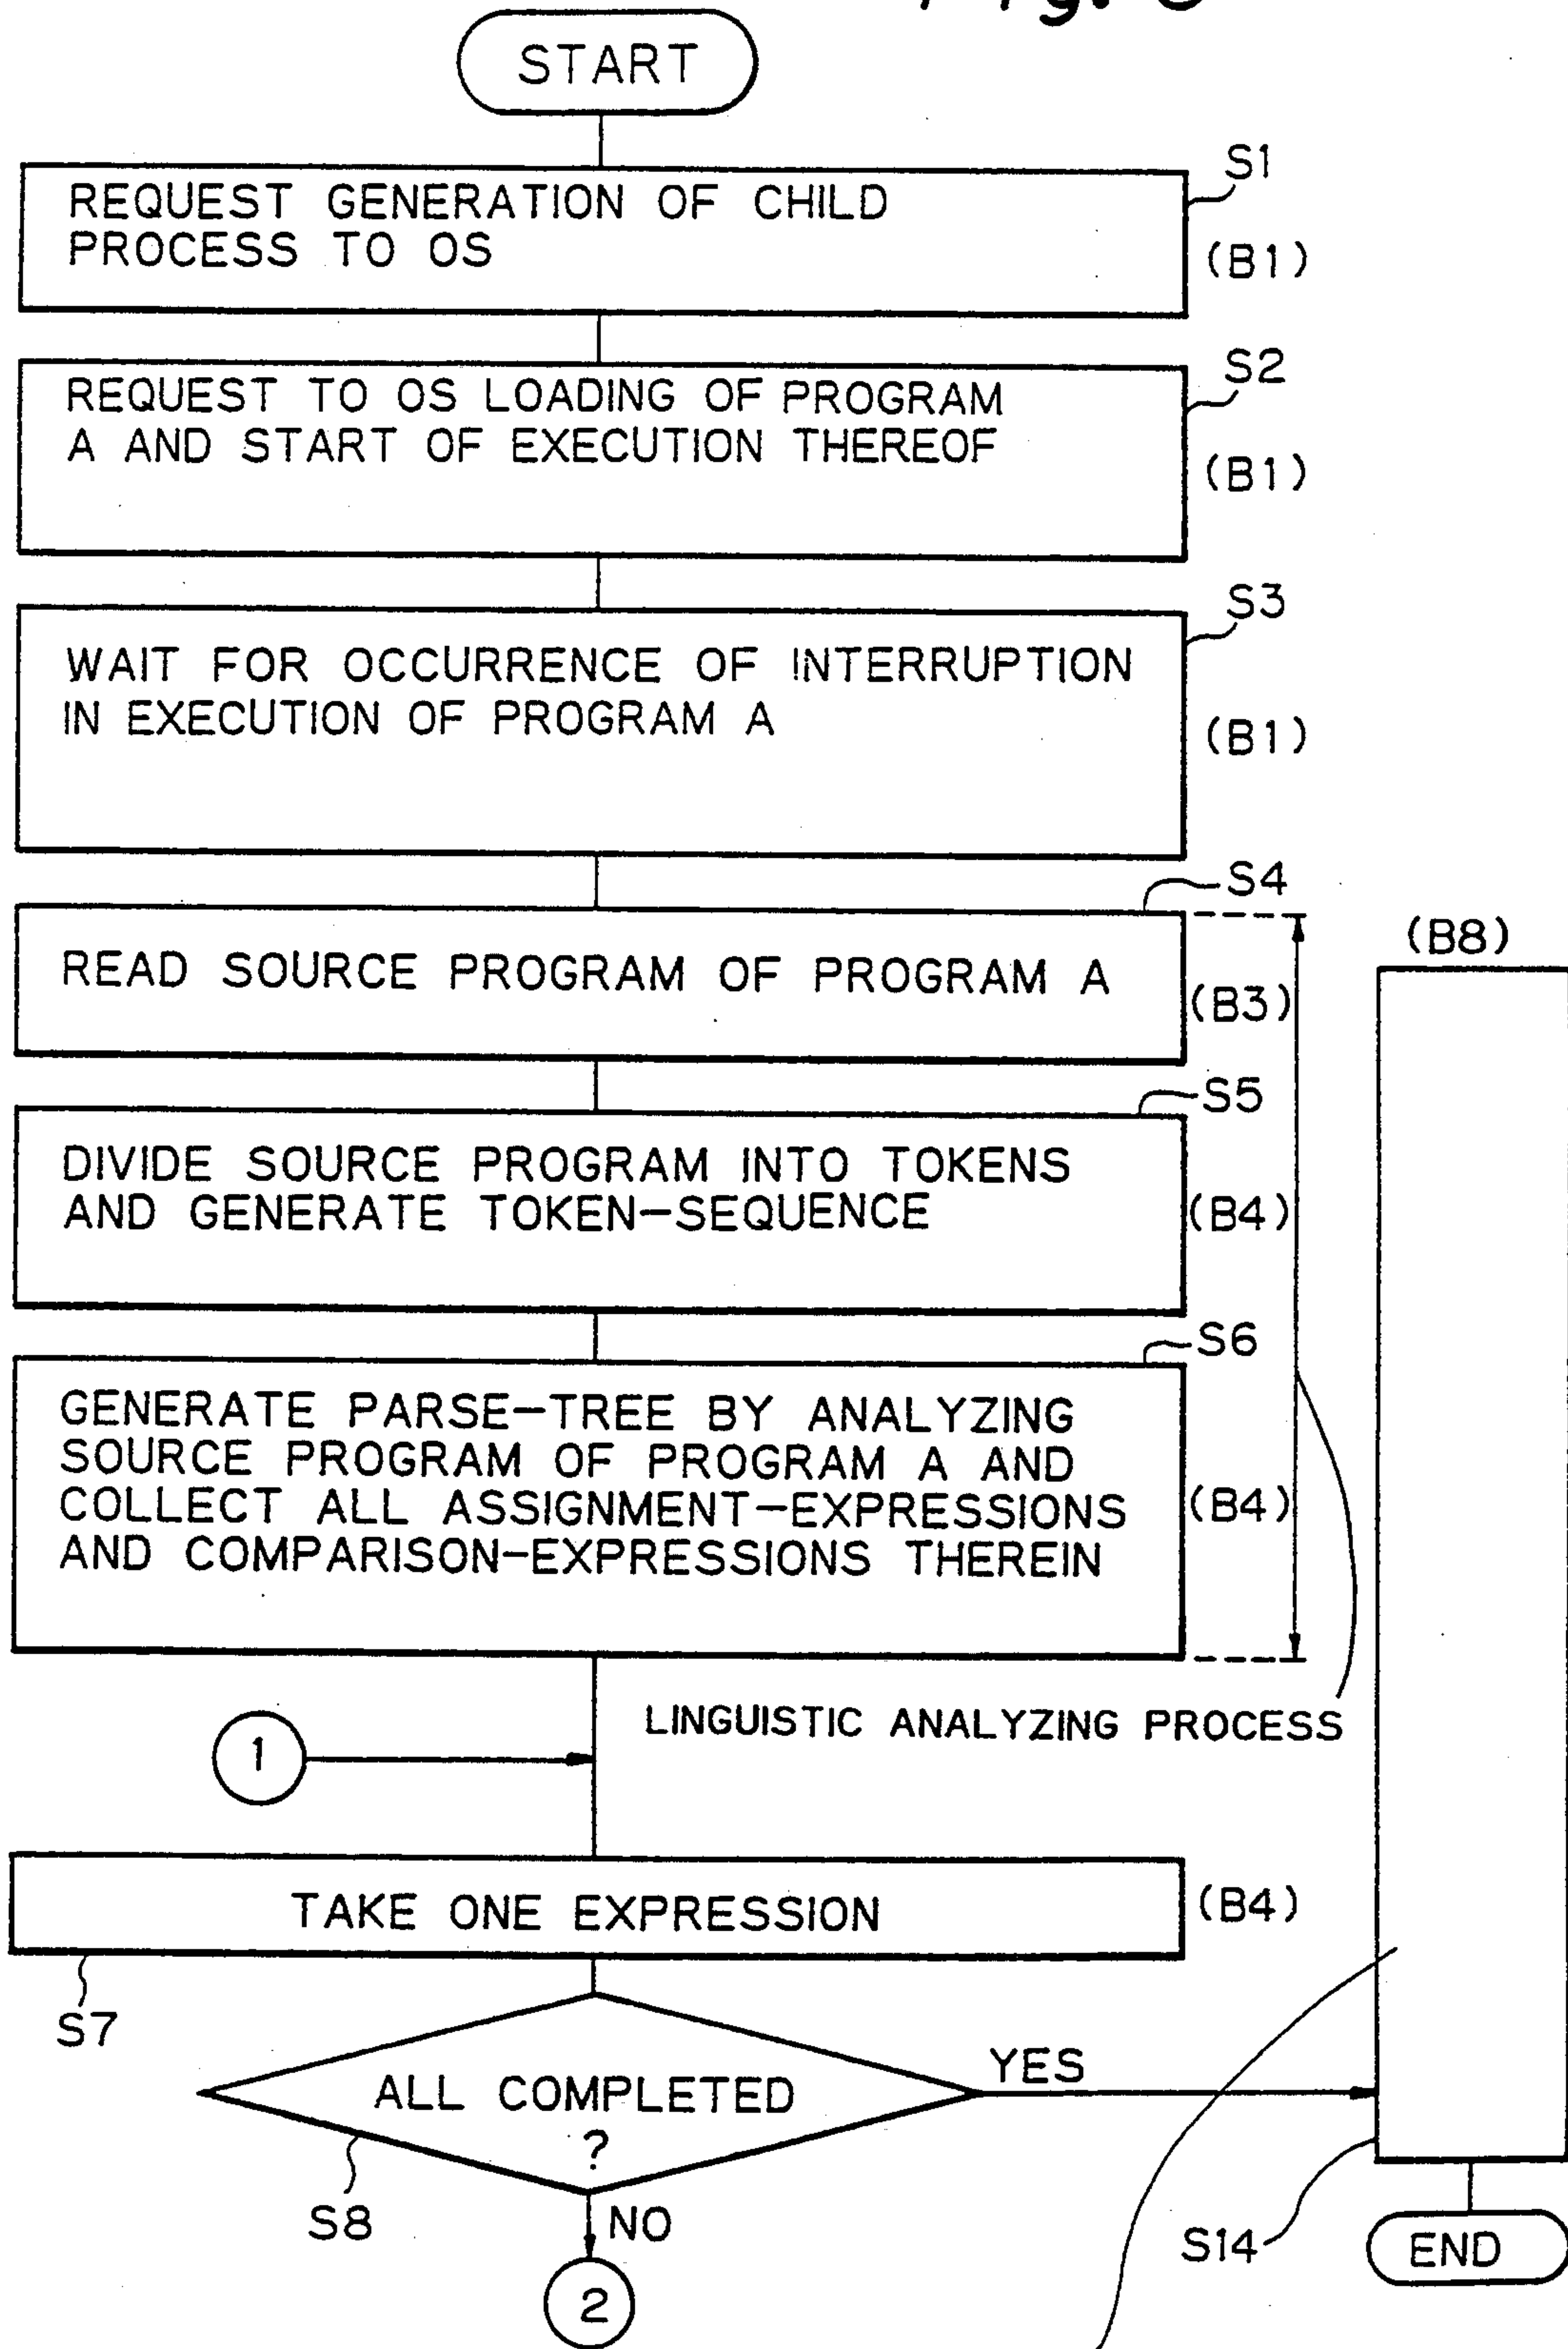 START
S1
REQUEST GENERATION OF CHILD
PROCESS TO OS
(B1)
S2
REQUEST TO OS LOADING OF PROGRAM
A AND START OF EXECUTION THEREOF
(B1)
S3
WAIT FOR OCCURRENCE OF INTERRUPTION
IN EXECUTION OF PROGRAM A
(B1)
S4
READ SOURCE PROGRAM OF PROGRAM A
(B3)
(B8)
S5
DIVIDE SOURCE PROGRAM INTO TOKENS
AND GENERATE TOKEN-SEQUENCE
(B4)
S6
GENERATE PARSE-TREE BY ANALYZING
SOURCE PROGRAM OF PROGRAM A AND
COLLECT ALL ASSIGNMENT-EXPRESSIONS
AND COMPARISON-EXPRESSIONS THEREIN
(B4)
LINGUISTIC ANALYZING PROCESS
1
TAKE ONE EXPRESSION
(B4)
S7
ALL COMPLETED
?
YES
S8
NO
S14
END
2